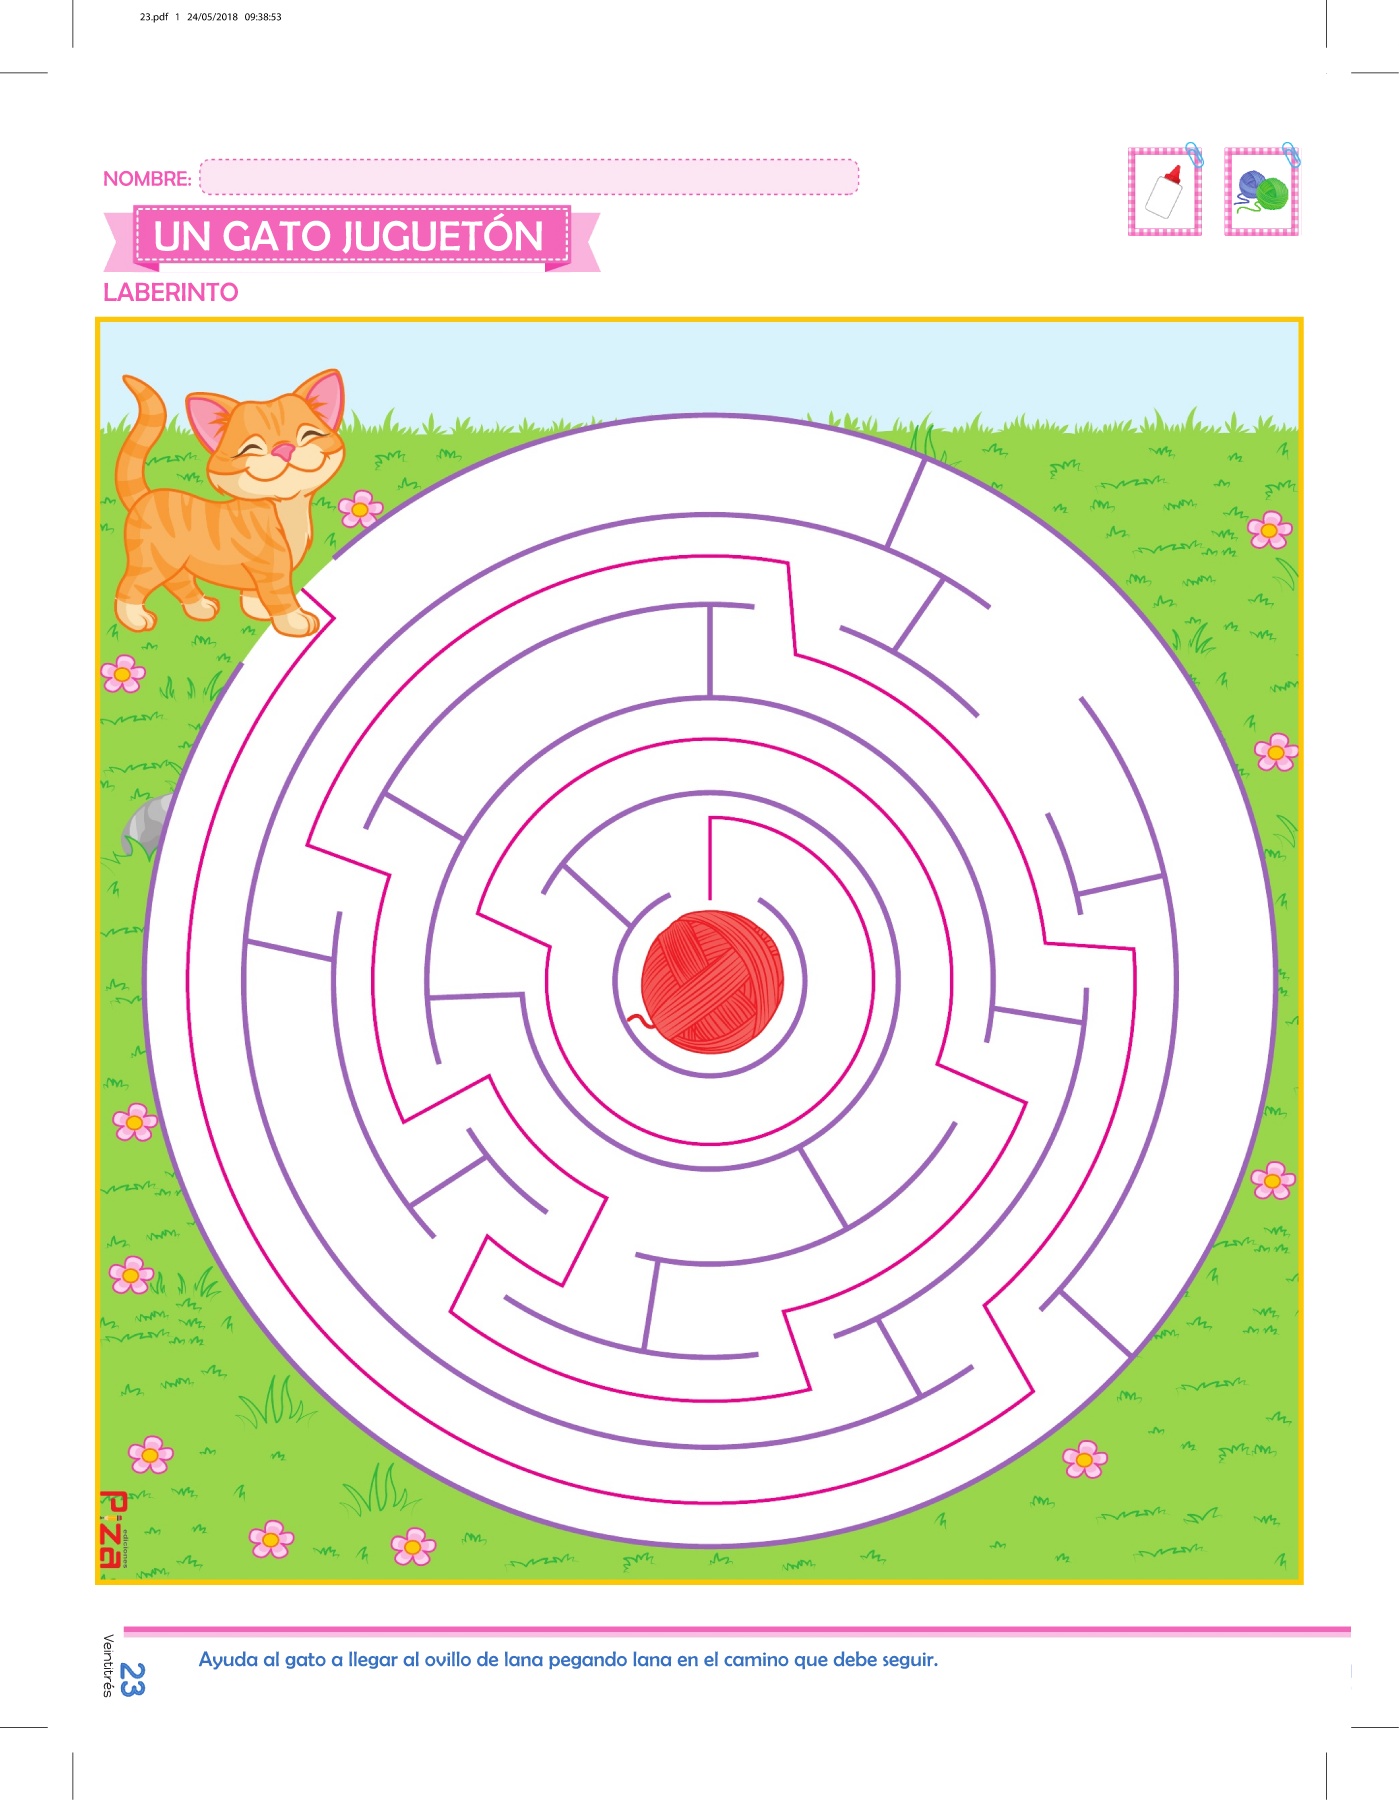 23.pdf 1 24/05/2018 09:38:53
NOMBRE:
UN GATO JUGUETÓN
LABERINTO
Piza
ediciones
Veintitrés
23
Ayuda al gato a llegar al ovillo de lana pegando lana en el camino que debe seguir.